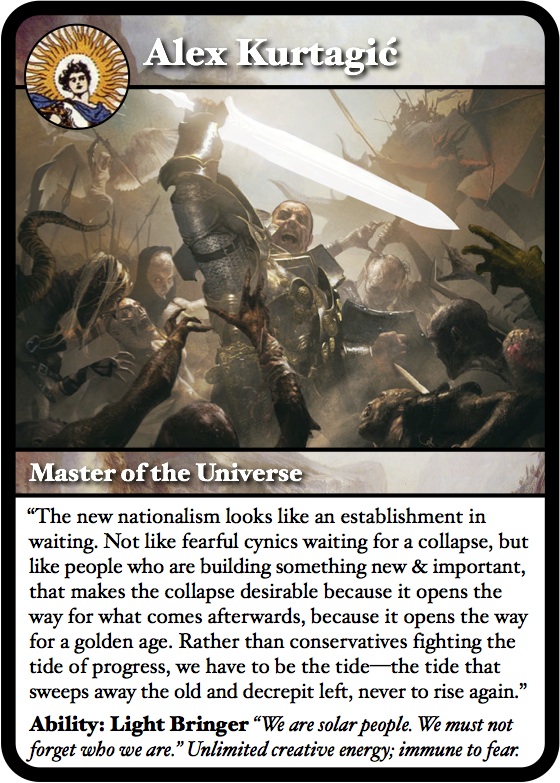 Alex Kurtagić
Master of the Universe
“The new nationalism looks like an establishment in
waiting. Not like fearful cynics waiting for a collapse, but
like people who are building something new & important,
that makes the collapse desirable because it opens the
way for what comes afterwards, because it opens the way
for a golden age. Rather than conservatives fighting the
tide of progress, we have to be the tide—the tide that
sweeps away the old and decrepit left, never to rise again.”
Ability: Light Bringer “We are solar people. We must not
forget who we are.” Unlimited creative energy; immune to fear.